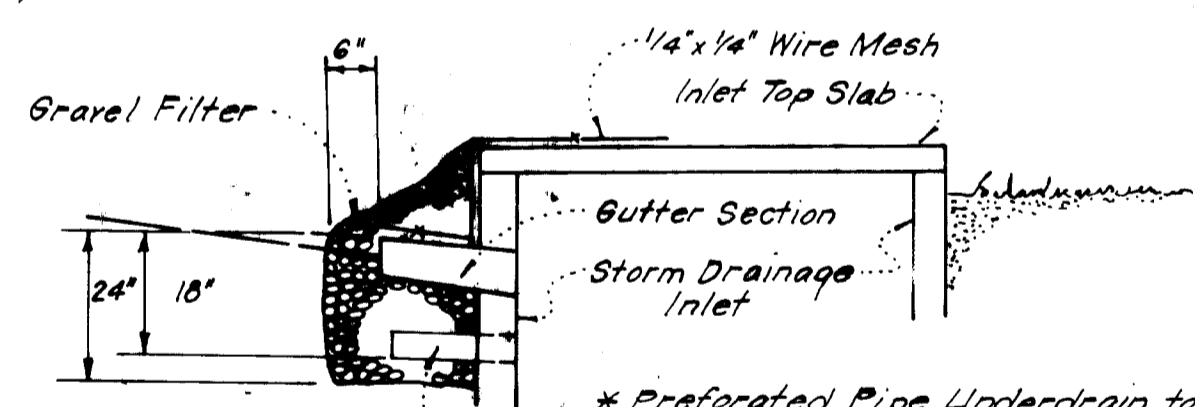 6"
1/4" x 1/4" Wire Mesh
Inlet Top Slab
Gravel Filter
Gutter Section
Storm Drainage
Inlet
24"
18"
* Preforated Pipe Underdrain to